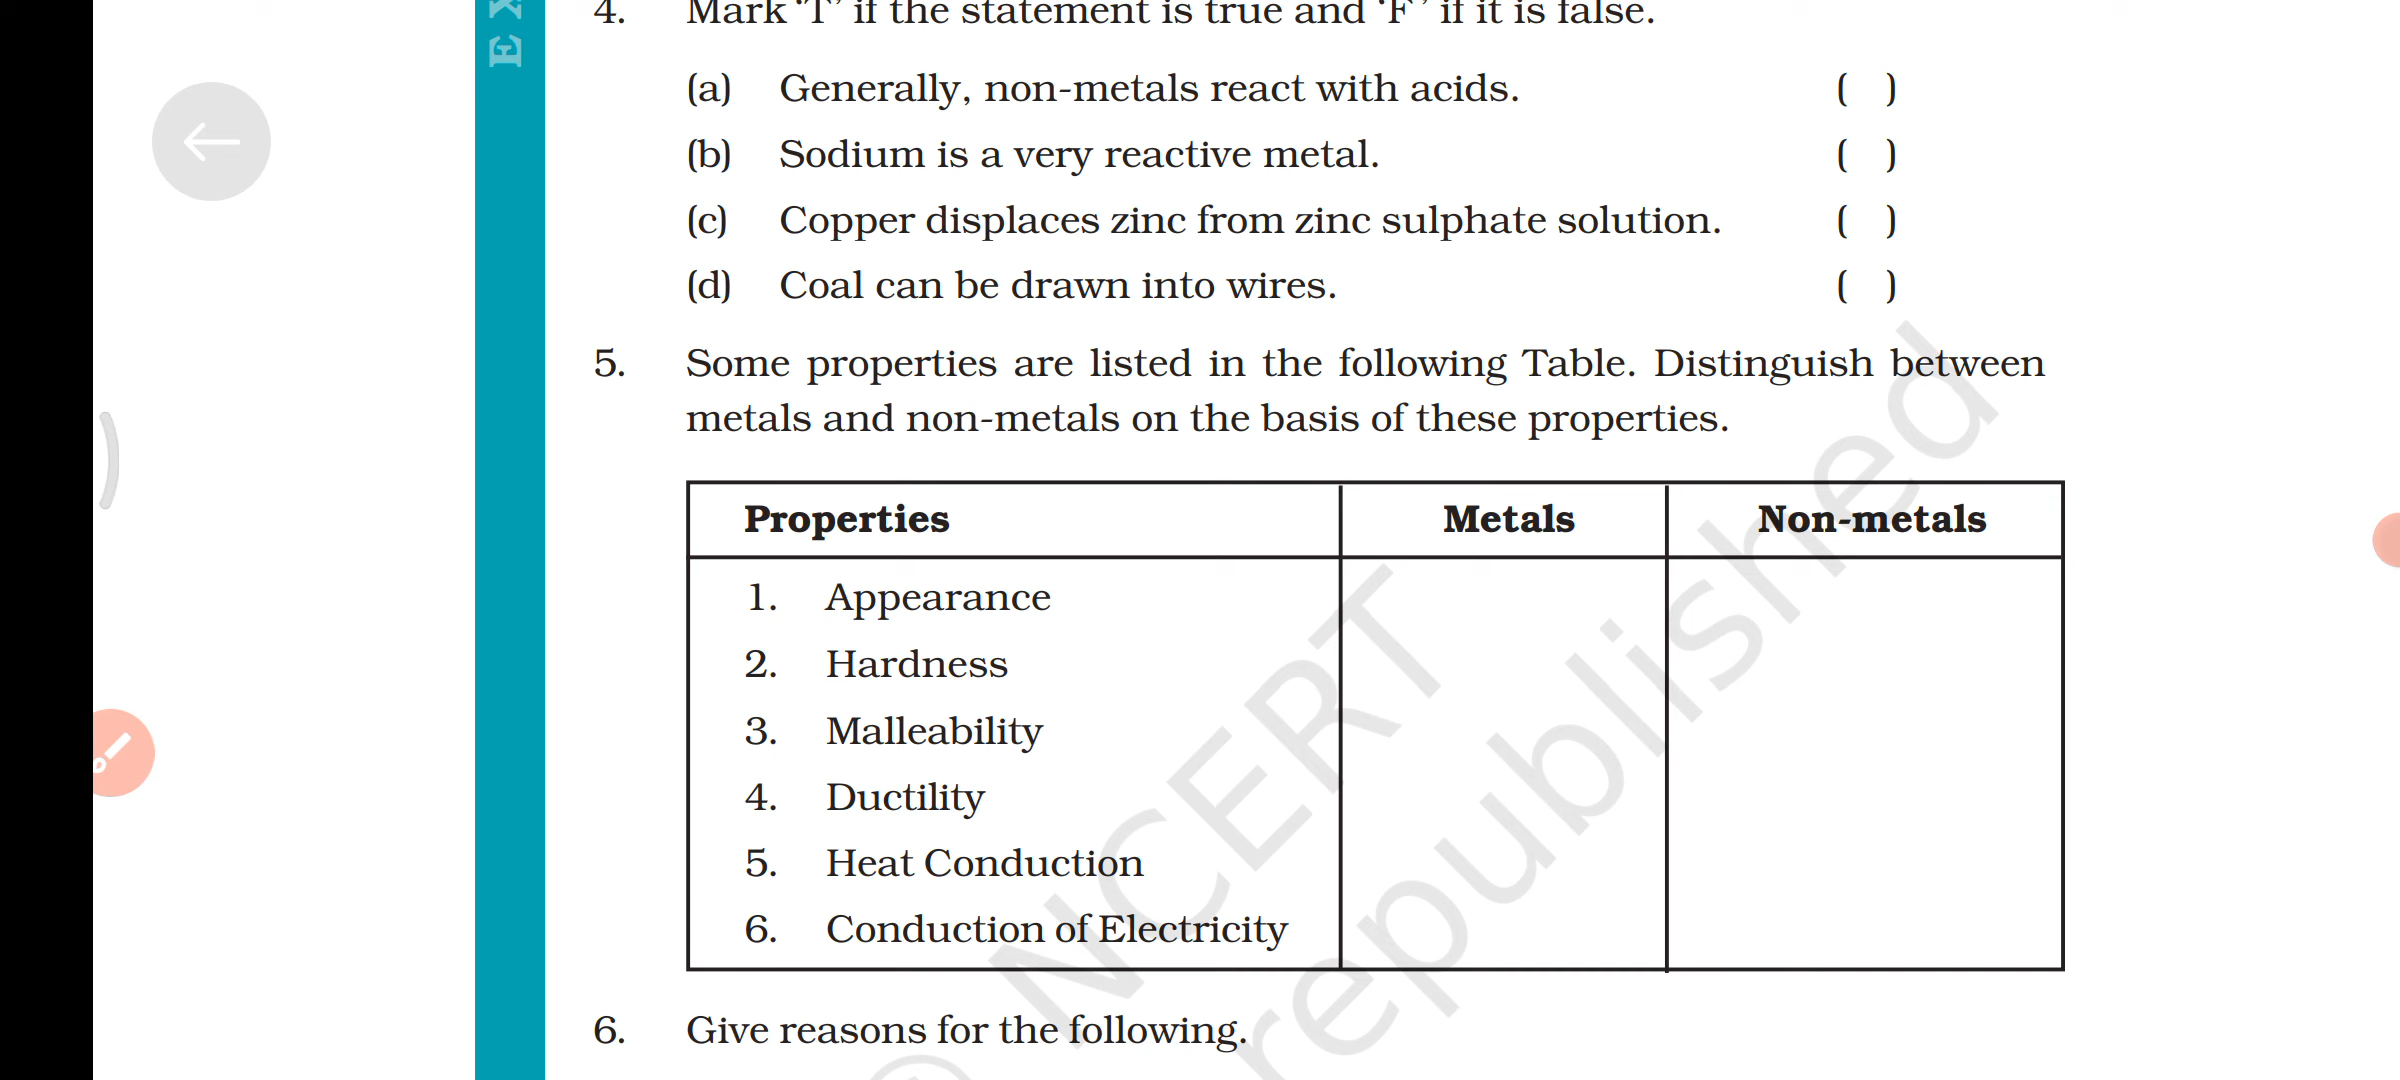 E X
4. Mark ‘T’ if the statement is true and ‘F’ if it is false.
(a) Generally, non-metals react with acids. ( )
(b) Sodium is a very reactive metal. ( )
(c) Copper displaces zinc from zinc sulphate solution. ( )
(d) Coal can be drawn into wires. ( )
5. Some properties are listed in the following Table. Distinguish between
metals and non-metals on the basis of these properties.
Properties Metals Non-metals
1. Appearance
2. Hardness
3. Malleability
4. Ductility
5. Heat Conduction
6. Conduction of Electricity
6. Give reasons for the following.
© NCERT
republished